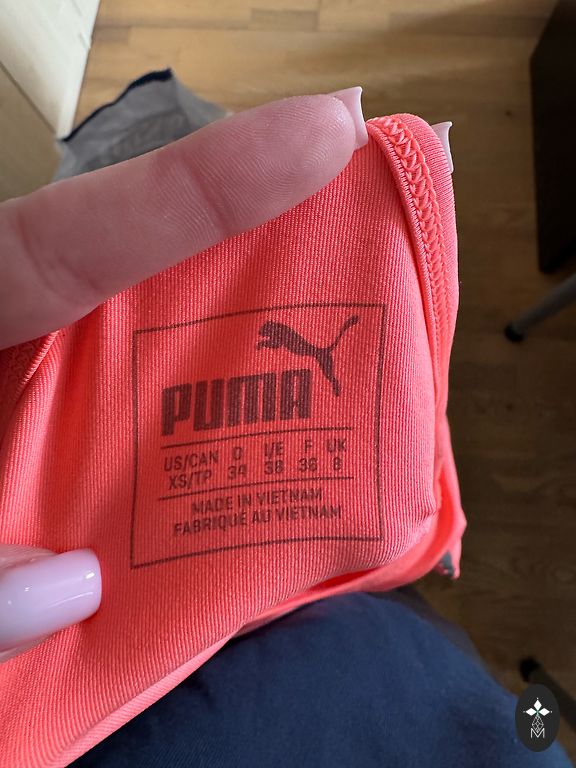 PUMA
US/CAN D I/E F UK
XS/TP 34 38 36 8
MADE IN VIETNAM
FABRIQUÉ AU VIETNAM
M